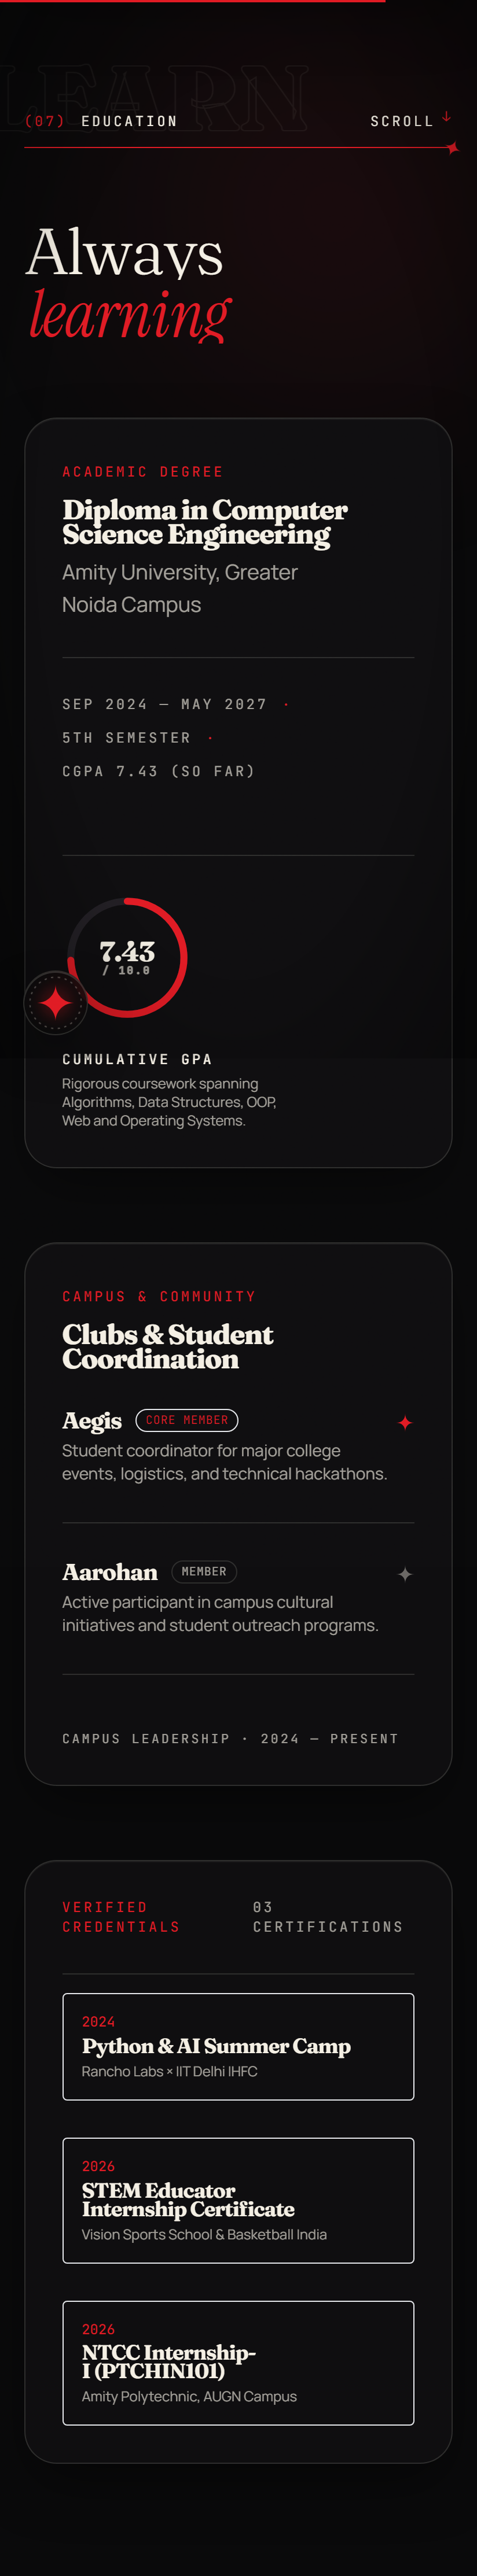 LEARN
(07) EDUCATION
SCROLL ↓
Always
learning
ACADEMIC DEGREE
Diploma in Computer
Science Engineering
Amity University, Greater
Noida Campus
SEP 2024 — MAY 2027 ·
5TH SEMESTER ·
CGPA 7.43 (SO FAR)
7.43
/ 10.0
CUMULATIVE GPA
Rigorous coursework spanning
Algorithms, Data Structures, OOP,
Web and Operating Systems.
CAMPUS & COMMUNITY
Clubs & Student
Coordination
Aegis CORE MEMBER
Student coordinator for major college
events, logistics, and technical hackathons.
Aarohan MEMBER
Active participant in campus cultural
initiatives and student outreach programs.
CAMPUS LEADERSHIP · 2024 — PRESENT
VERIFIED
CREDENTIALS
03
CERTIFICATIONS
2024
Python & AI Summer Camp
Rancho Labs × IIT Delhi IHFC
2026
STEM Educator
Internship Certificate
Vision Sports School & Basketball India
2026
NTCC Internship-
I (PTCHIN101)
Amity Polytechnic, AUGN Campus